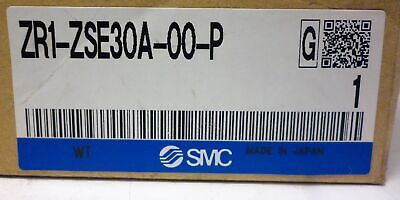 ZR1-ZSE30A-00-P
G
1
WT
SMC
MADE IN JAPAN